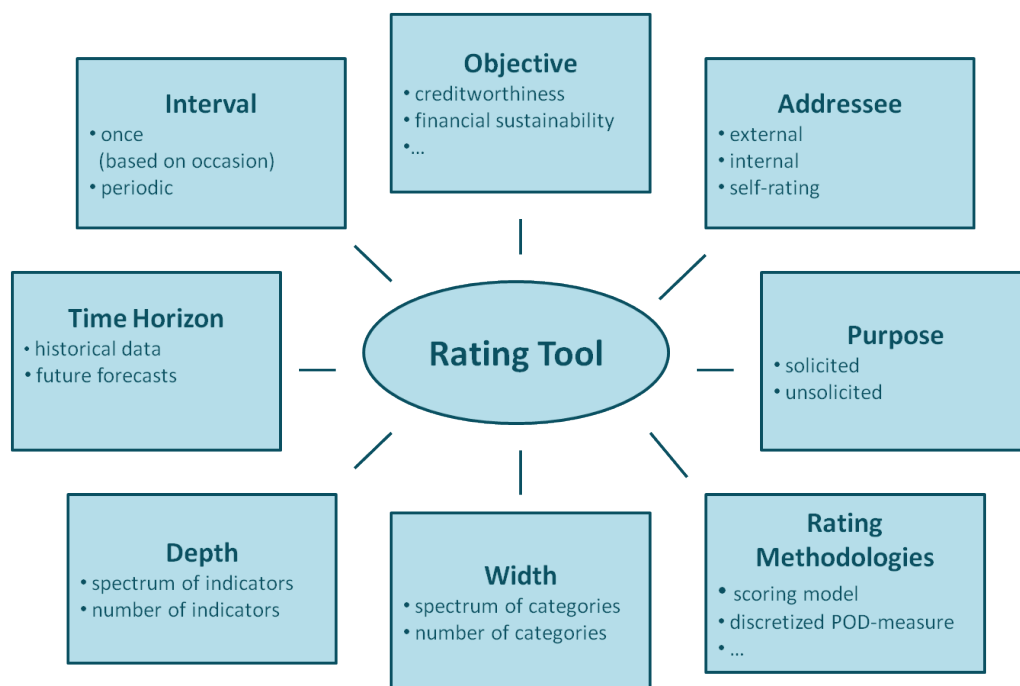 Objective
• creditworthiness
• financial sustainability
•...
Interval
• once
(based on occasion)
• periodic
Addressee
• external
• internal
• self-rating
Time Horizon
• historical data
• future forecasts
Rating Tool
Purpose
• solicited
• unsolicited
Depth
• spectrum of indicators
• number of indicators
Width
• spectrum of categories
• number of categories
Rating
Methodologies
• scoring model
• discretized POD-measure
• ...